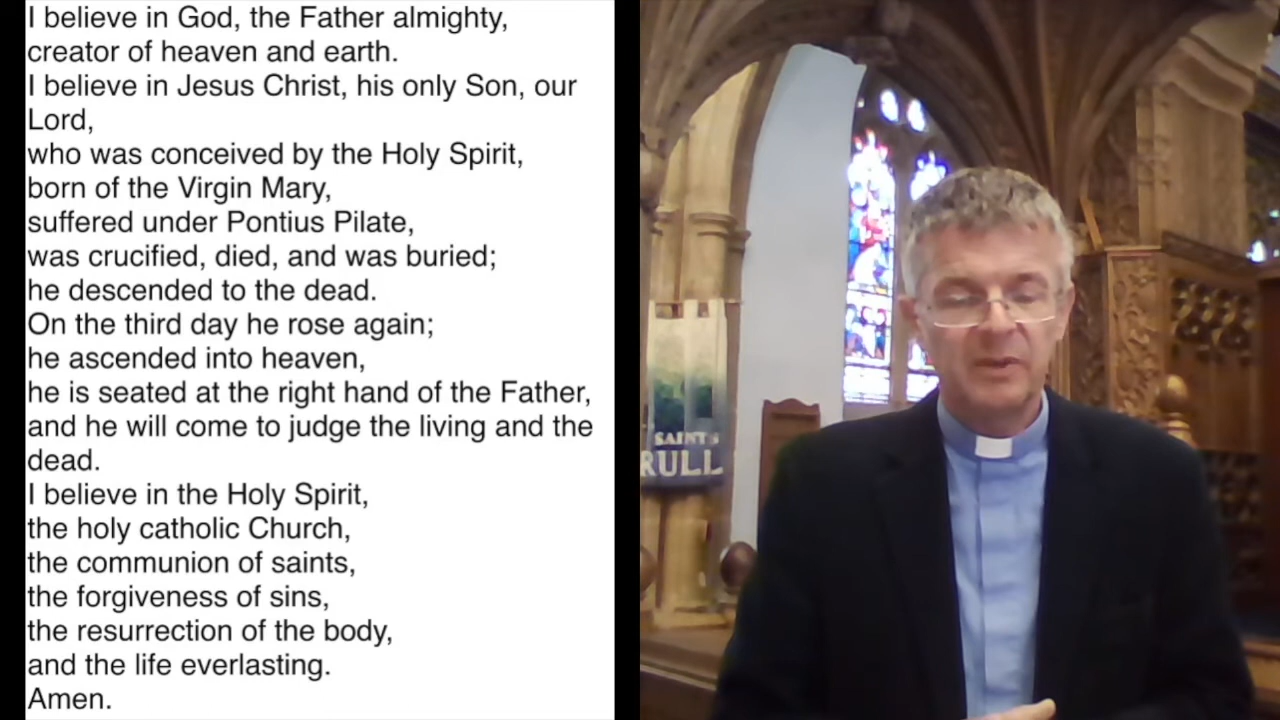 I believe in God, the Father almighty,
creator of heaven and earth.
I believe in Jesus Christ, his only Son, our
Lord,
who was conceived by the Holy Spirit,
born of the Virgin Mary,
suffered under Pontius Pilate,
was crucified, died, and was buried;
he descended to the dead.
On the third day he rose again;
he ascended into heaven,
he is seated at the right hand of the Father,
and he will come to judge the living and the
dead.
I believe in the Holy Spirit,
the holy catholic Church,
the communion of saints,
the forgiveness of sins,
the resurrection of the body,
and the life everlasting.
Amen.
SAINTS
RULL